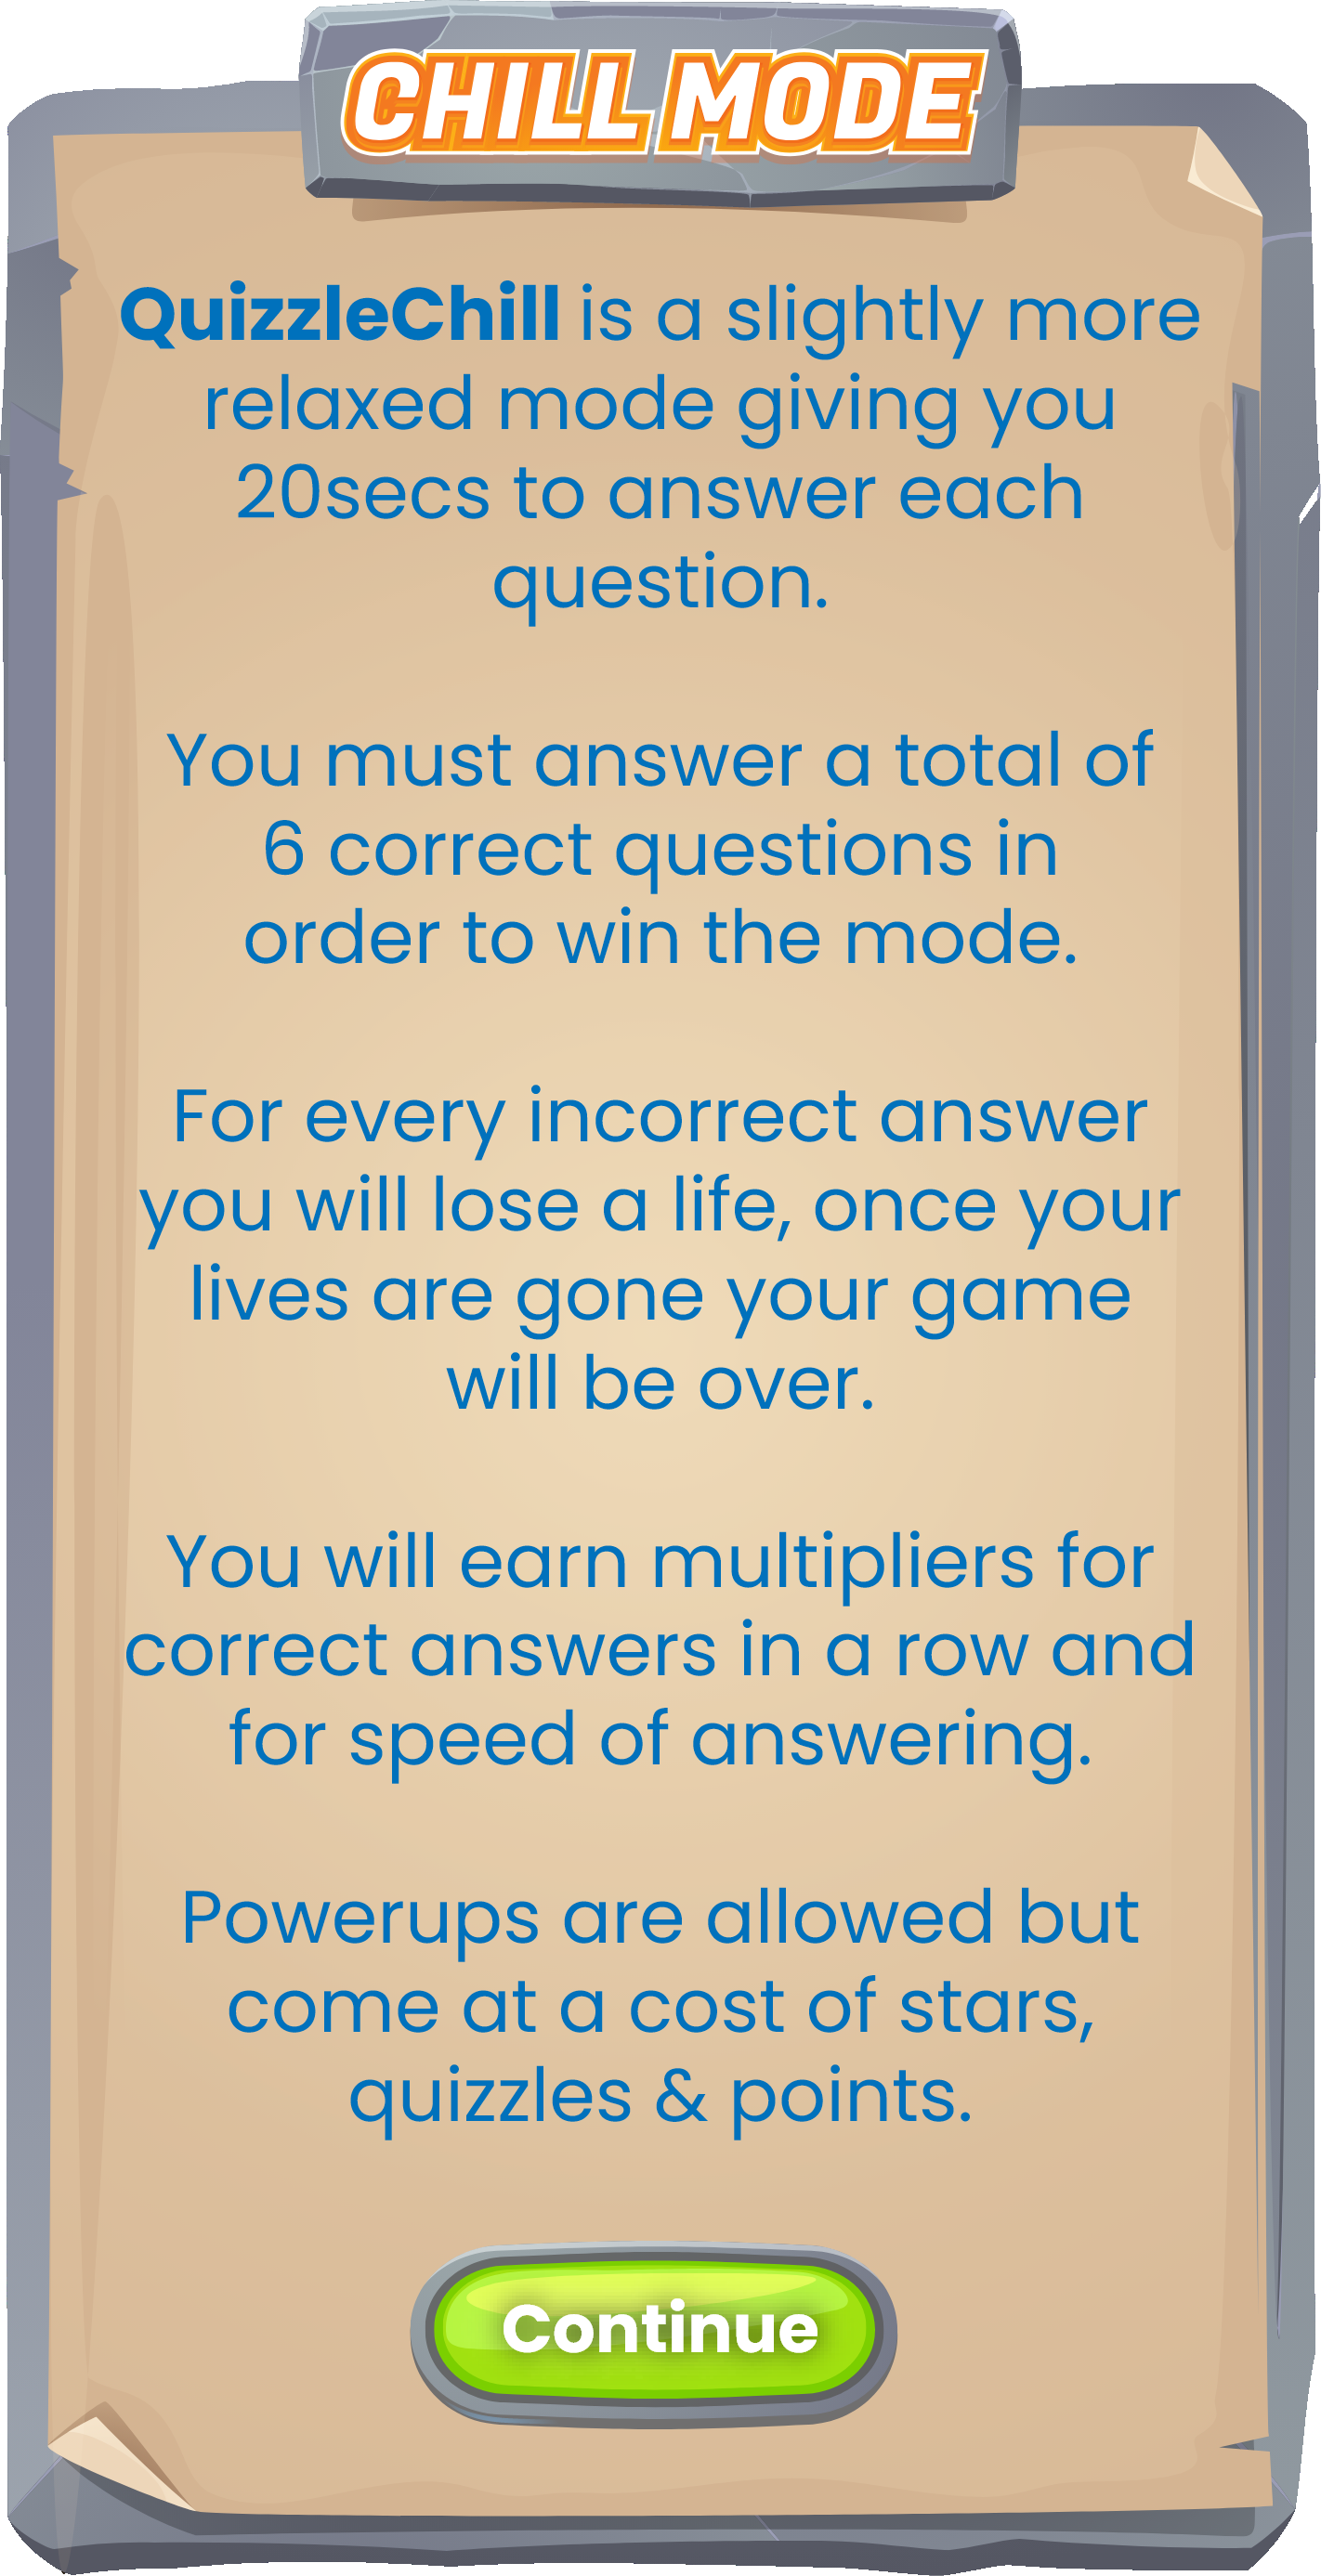 CHILL MODE
QuizzleChill is a slightly more
relaxed mode giving you
20secs to answer each
question.
You must answer a total of
6 correct questions in
order to win the mode.
For every incorrect answer
you will lose a life, once your
lives are gone your game
will be over.
You will earn multipliers for
correct answers in a row and
for speed of answering.
Powerups are allowed but
come at a cost of stars,
quizzles & points.
Continue